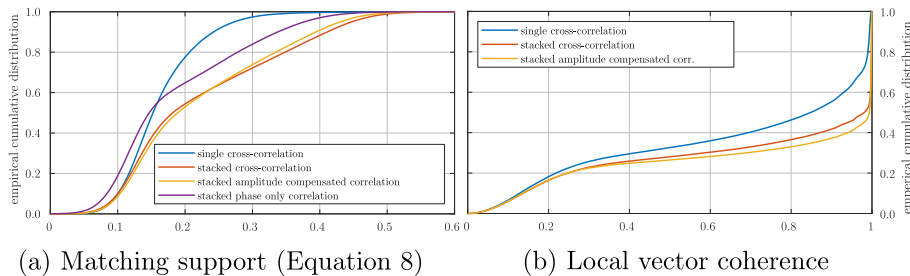 1.0
0.8
0.6
0.4
0.2
0.0
empirical cumulative distribution
single cross-correlation
stacked cross-correlation
stacked amplitude compensated correlation
stacked phase only correlation
0 0.1 0.2 0.3 0.4 0.5 0.6
(a) Matching support (Equation 8)
single cross-correlation
stacked cross-correlation
stacked amplitude compensated corr.
0 0.2 0.4 0.6 0.8 1
1.0
0.8
0.6
0.4
0.2
0.0
emperical cumulative distribution
(b) Local vector coherence